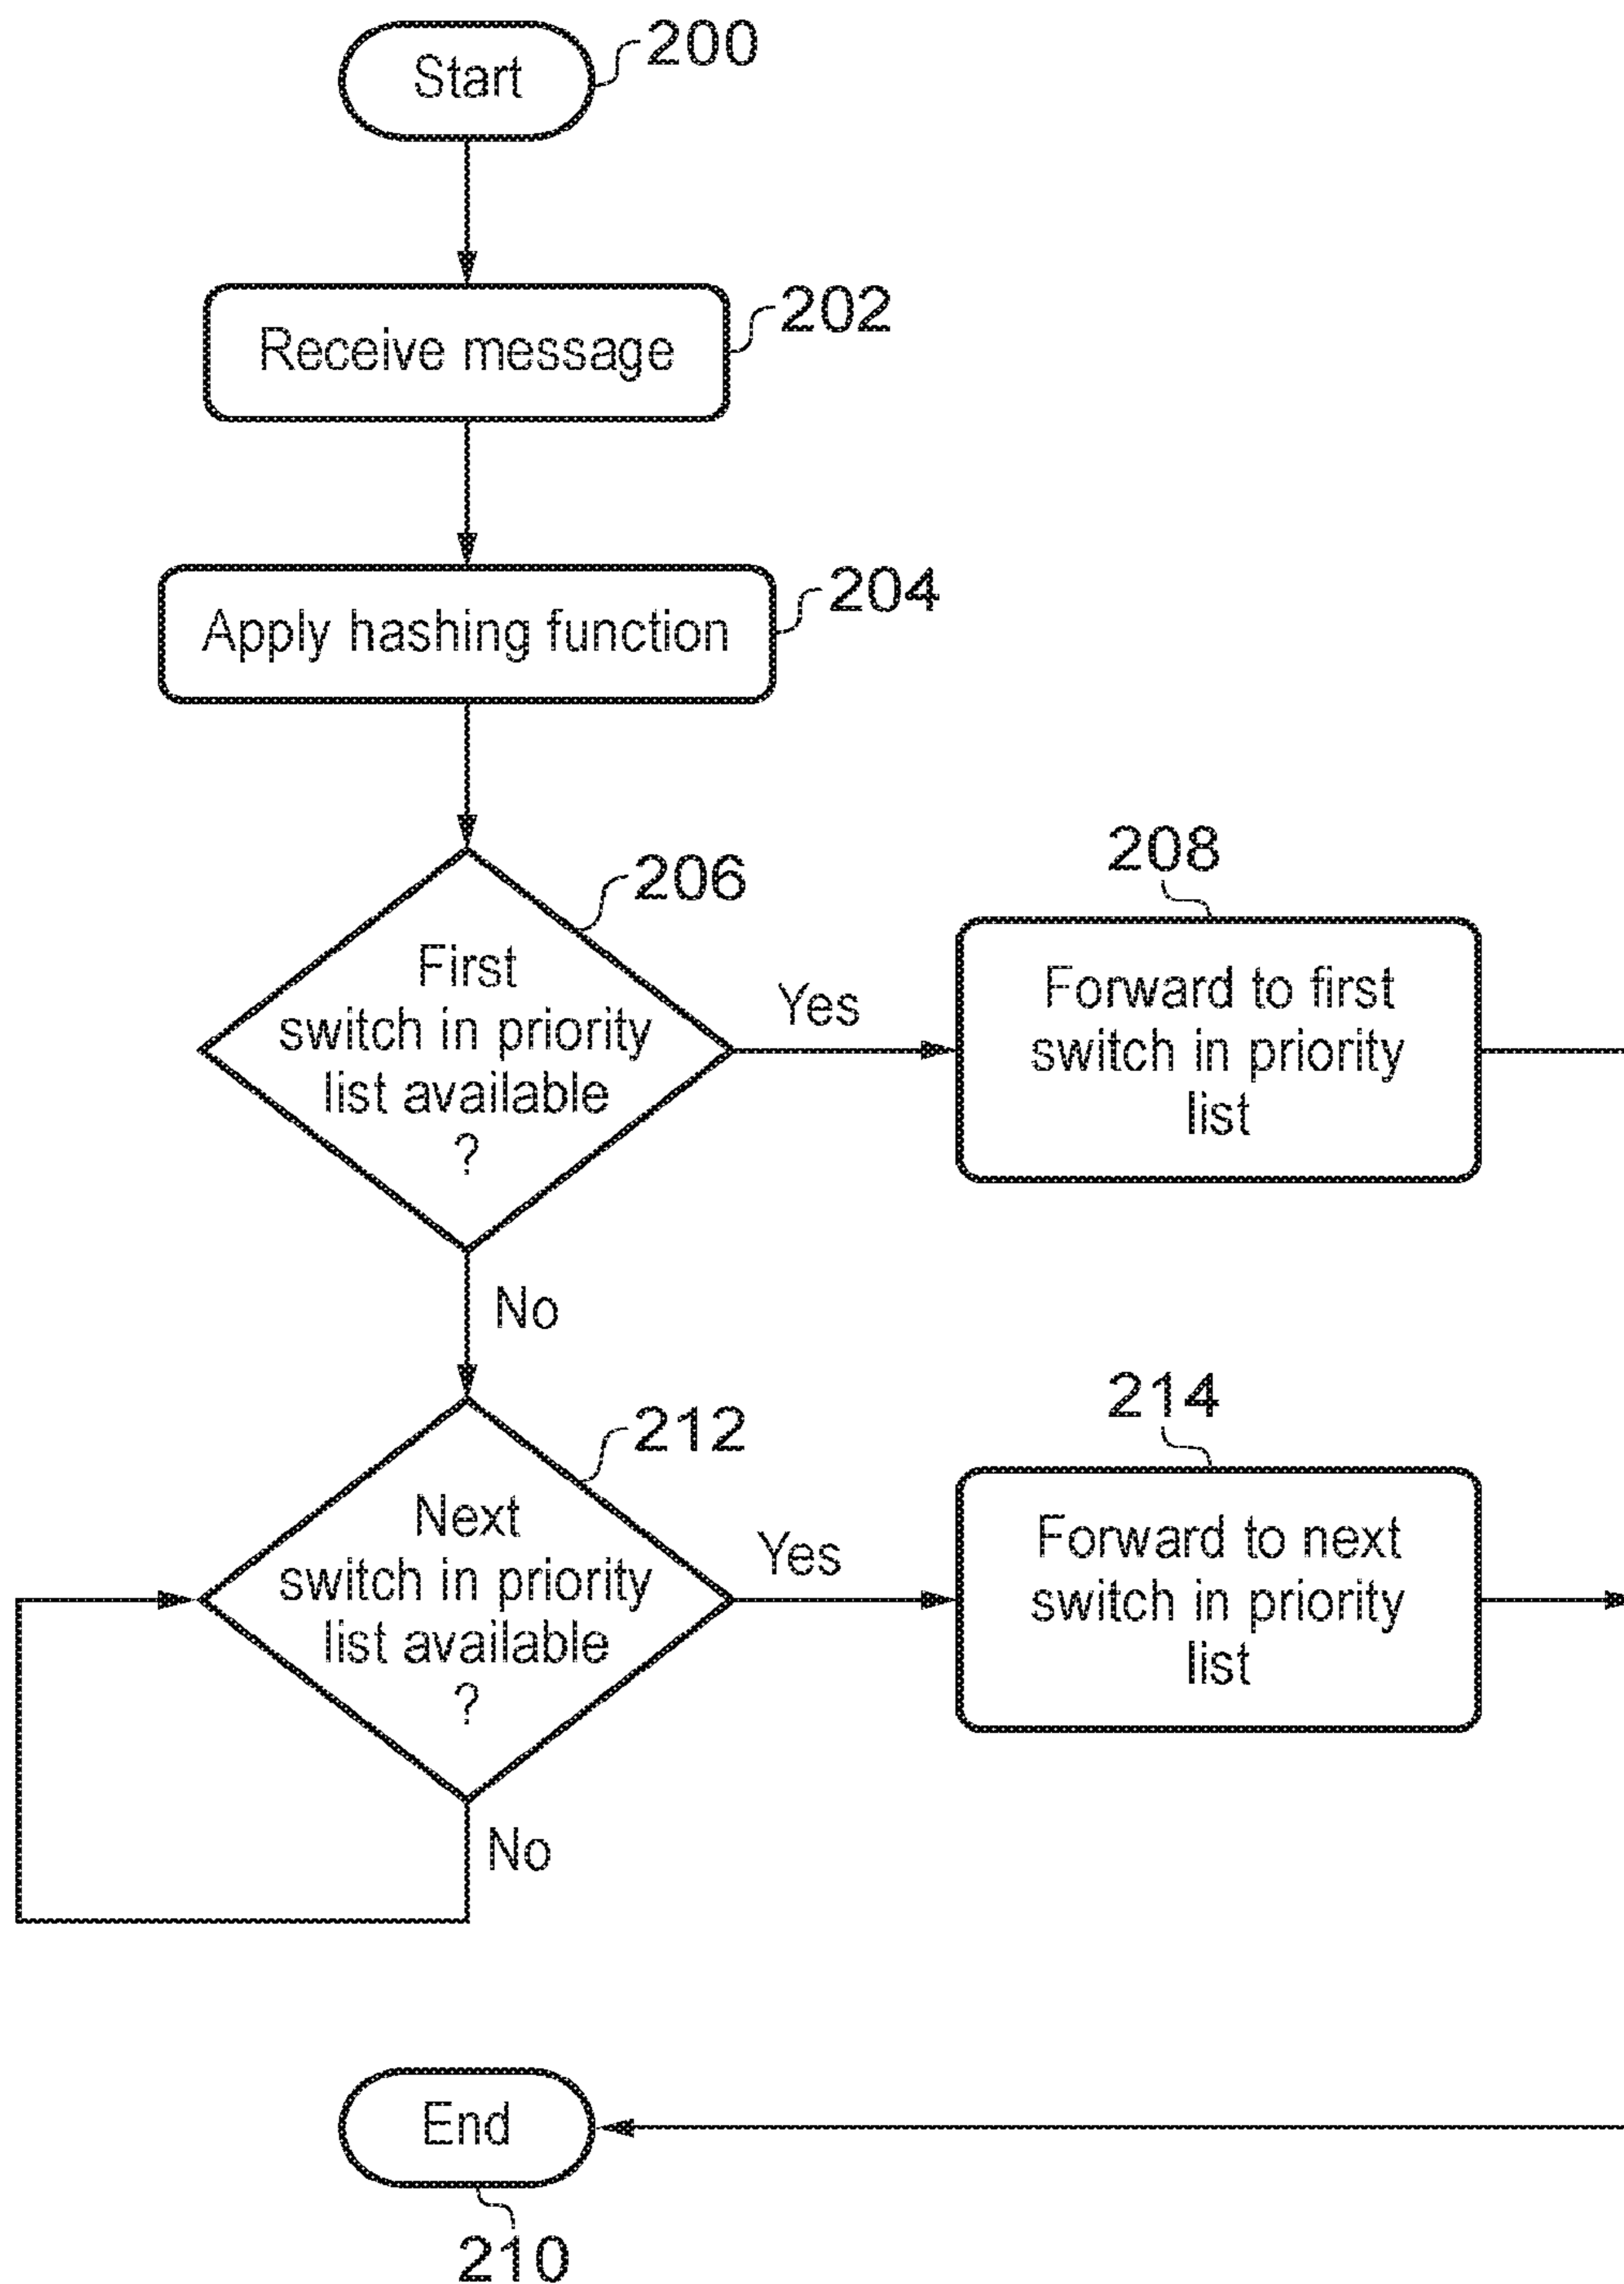 Start
200
Receive message
202
Apply hashing function
204
206
First
switch in priority
list available
?
Yes
208
Forward to first
switch in priority
list
No
212
Next
switch in priority
list available
?
Yes
214
Forward to next
switch in priority
list
No
End
210